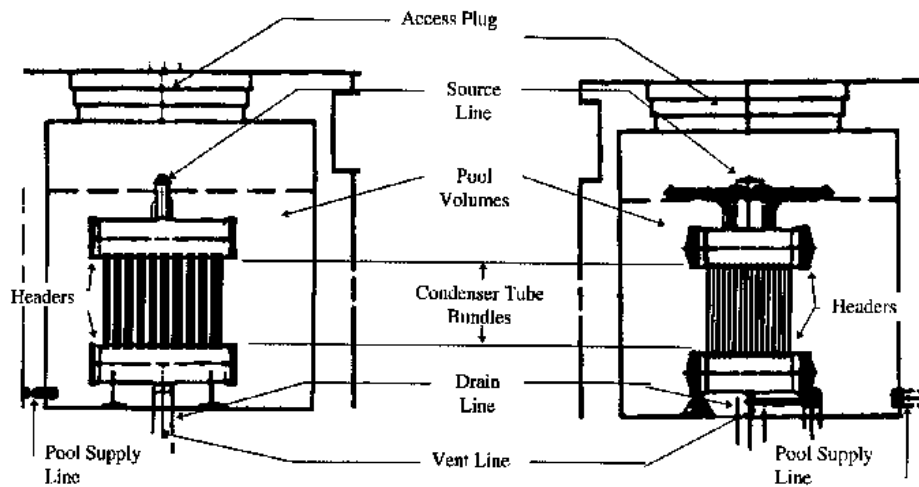 Access Plug
Source
Line
Pool
Volumes
Headers
Condenser Tube
Bundles
Headers
Drain
Line
Pool Supply
Line
Vent Line
Pool Supply
Line